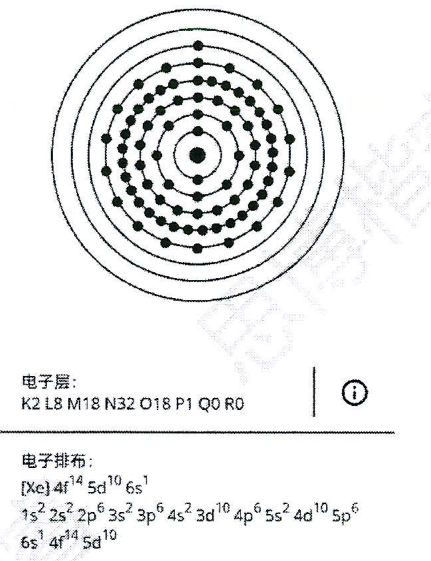 电子层:
K2 L8 M18 N32 O18 P1 Q0 R0
电子排布:
[Xe] 4f¹⁴ 5d¹⁰ 6s¹
1s² 2s² 2p⁶ 3s² 3p⁶ 4s² 3d¹⁰ 4p⁶ 5s² 4d¹⁰ 5p⁶
6s¹ 4f¹⁴ 5d¹⁰